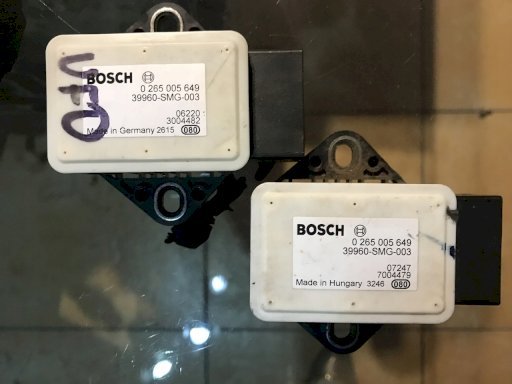 BOSCH
0 265 005 649
39960-SMG-003
06220
3004482
Made in Germany 2615 080
BOSCH
0 265 005 649
39960-SMG-003
07247
7004479
Made in Hungary 3246 080